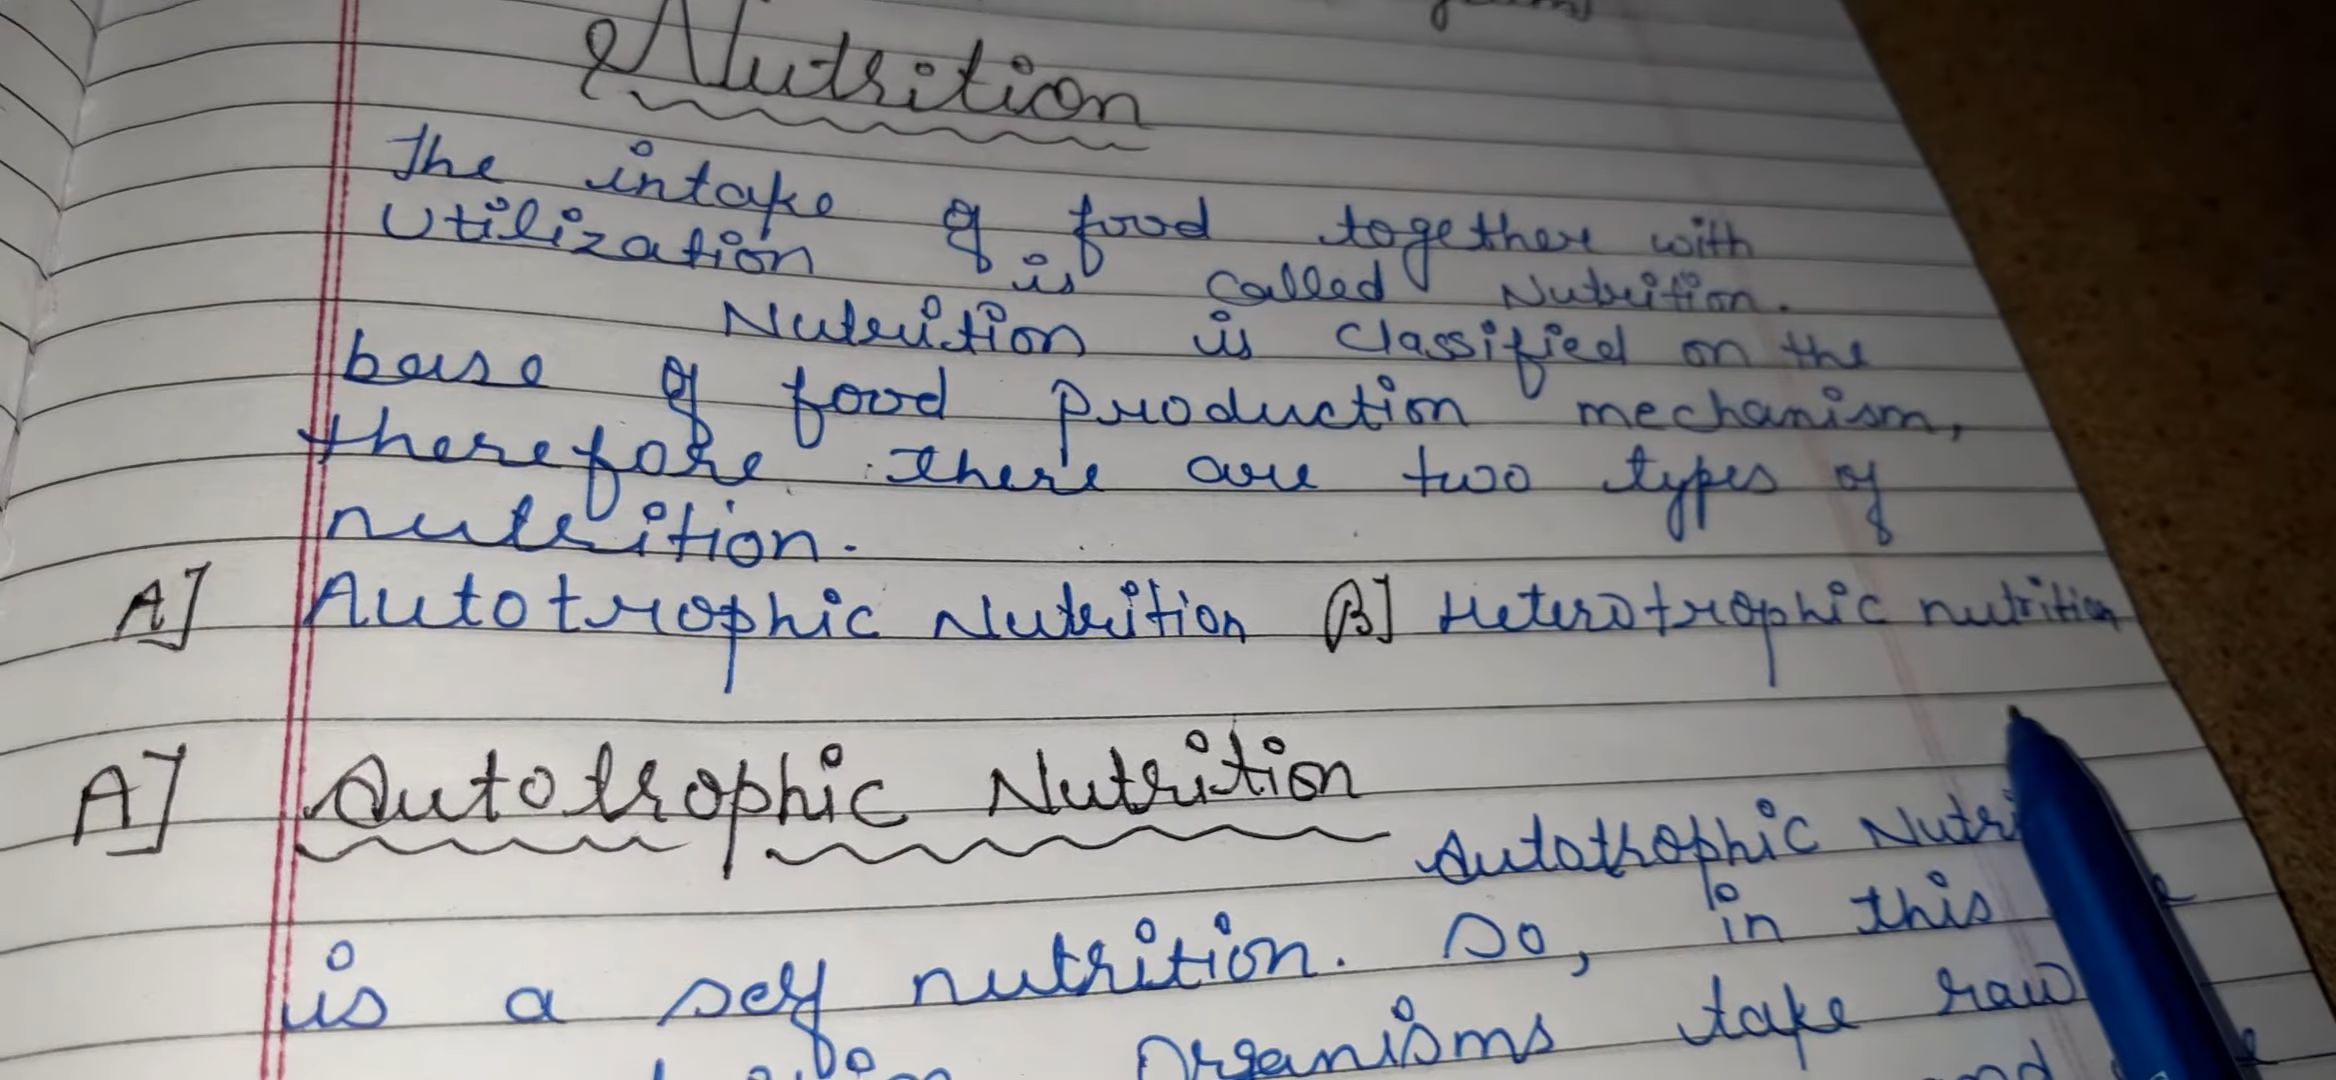 Nutrition
The intake of food together with
Utilization is called Nutrition.
Nutrition is classified on the
base of food production mechanism,
therefore there are two types of
nutrition.
A] Autotrophic Nutrition B] Heterotrophic nutrition
A] Autotrophic Nutrition
Autotrophic Nutri
is a self nutrition. So, in this
Organisms take raw